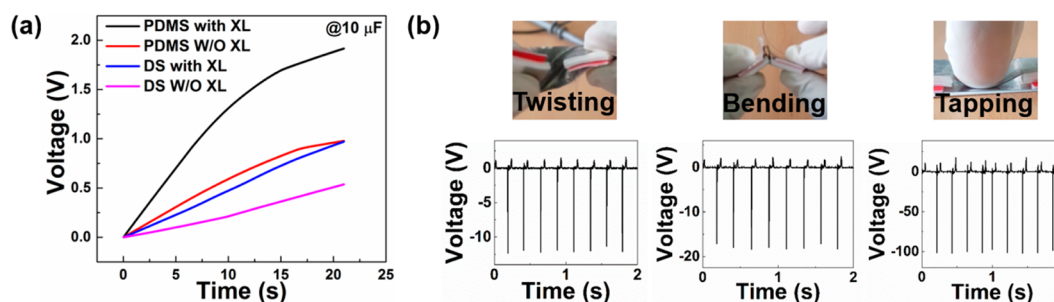 (a)
PDMS with XL
@10 μF
PDMS W/O XL
DS with XL
DS W/O XL
2.0
1.5
1.0
0.5
0.0
Voltage (V)
0 5 10 15 20 25
Time (s)
(b)
Twisting
Bending
Tapping
Voltage (V)
0
-5
-10
0 1 2
Time (s)
Voltage (V)
0
-10
-20
0 1 2
Time (s)
Voltage (V)
50
0
-50
-100
0 1
Time (s)